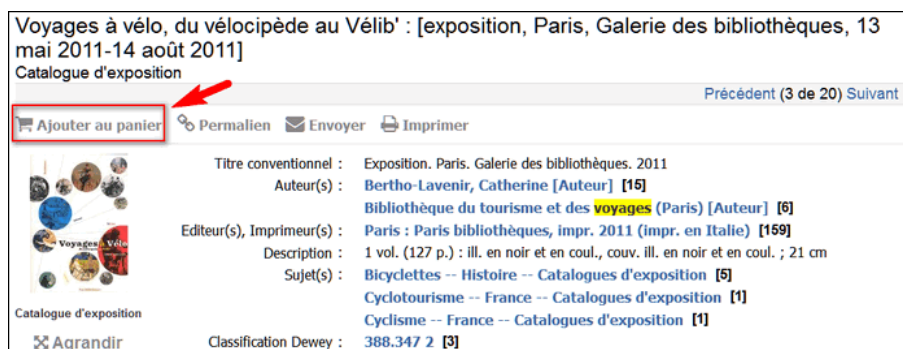 Voyages à vélo, du vélocipède au Vélib' : [exposition, Paris, Galerie des bibliothèques, 13
mai 2011-14 août 2011]
Catalogue d'exposition
Précédent (3 de 20) Suivant
Ajouter au panier Permalien Envoyer Imprimer
Titre conventionnel : Exposition. Paris. Galerie des bibliothèques. 2011
Auteur(s) : Bertho-Lavenir, Catherine [Auteur] [15]
Bibliothèque du tourisme et des voyages (Paris) [Auteur] [6]
Editeur(s), Imprimeur(s) : Paris : Paris bibliothèques, impr. 2011 (impr. en Italie) [159]
Description : 1 vol. (127 p.) : ill. en noir et en coul., couv. ill. en noir et en coul. ; 21 cm
Sujet(s) : Bicyclettes -- Histoire -- Catalogues d'exposition [5]
Cyclotourisme -- France -- Catalogues d'exposition [1]
Cyclisme -- France -- Catalogues d'exposition [1]
Classification Dewey : 388.347 2 [3]
Voyages à Vélo
Catalogue d'exposition
Agrandir